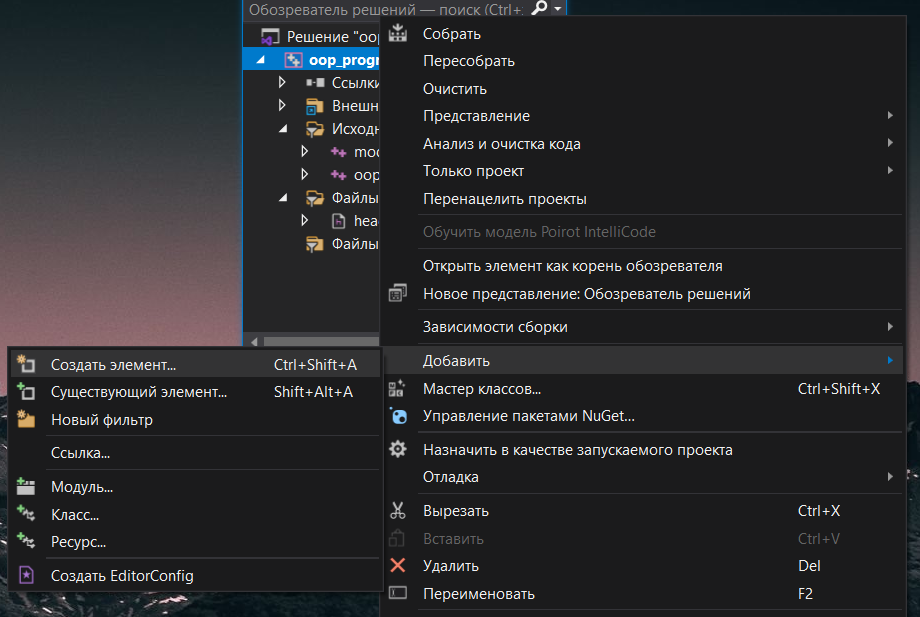 Обозреватель решений — поиск (Ctrl+:
Решение "oop
oop_progr
Ссылки
Внешн
Исходн
mod
oop
Файлы
head
Файлы
Собрать
Пересобрать
Очистить
Представление
Анализ и очистка кода
Только проект
Перенацелить проекты
Обучить модель Poirot IntelliCode
Открыть элемент как корень обозревателя
Новое представление: Обозреватель решений
Зависимости сборки
Добавить
Мастер классов... Ctrl+Shift+X
Управление пакетами NuGet...
Назначить в качестве запускаемого проекта
Отладка
Вырезать Ctrl+X
Вставить Ctrl+V
Удалить Del
Переименовать F2
Создать элемент... Ctrl+Shift+A
Существующий элемент... Shift+Alt+A
Новый фильтр
Ссылка...
Модуль...
Класс...
Ресурс...
Создать EditorConfig